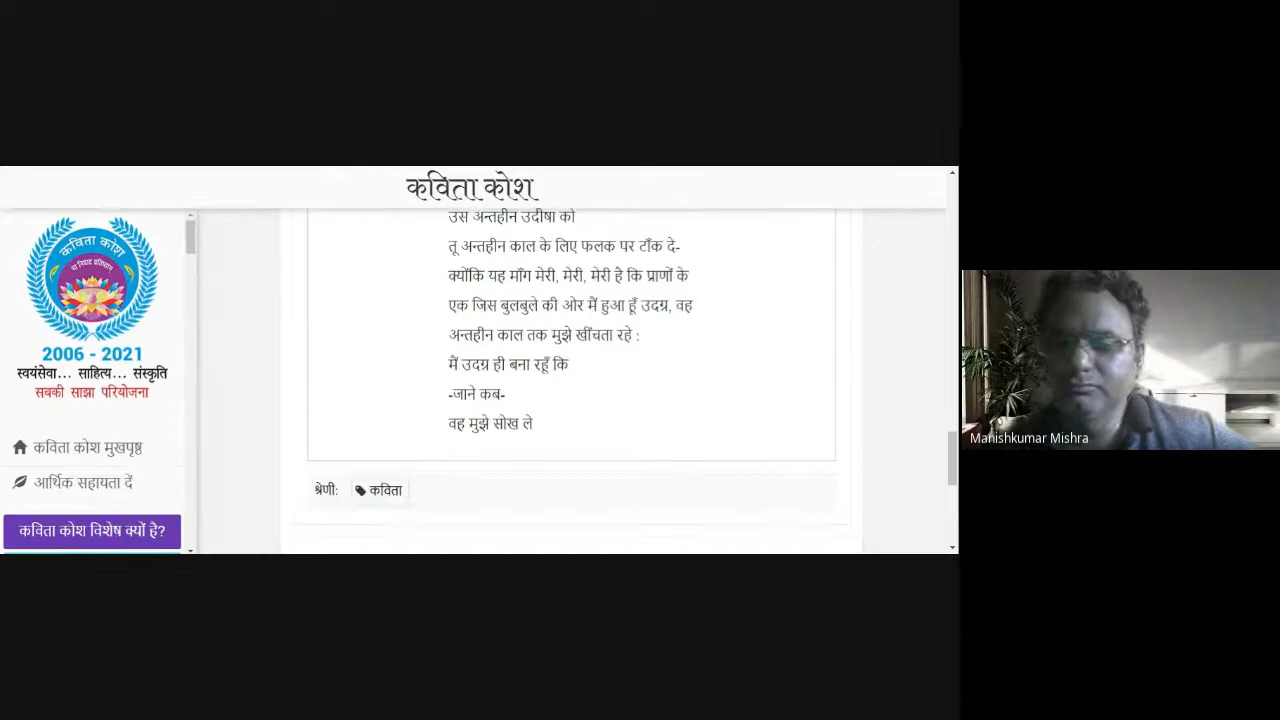 कविता कोश
उस अन्तहीन उदीषा को
तू अन्तहीन काल के लिए फलक पर टाँक दे-
क्योंकि यह माँग मेरी, मेरी, मेरी है कि प्राणों के
एक जिस बुलबुले की ओर मैं हुआ हूँ उदग्र, वह
अन्तहीन काल तक मुझे खींचता रहे :
मैं उदग्र ही बना रहूँ कि
-जाने कब-
वह मुझे सोख ले
श्रेणी: कविता
कविता कोश
2006 - 2021
स्वयंसेवा... साहित्य... संस्कृति
सबकी साझा परियोजना
कविता कोश मुखपृष्ठ
आर्थिक सहायता दें
कविता कोश विशेष क्यों है?
Manishkumar Mishra